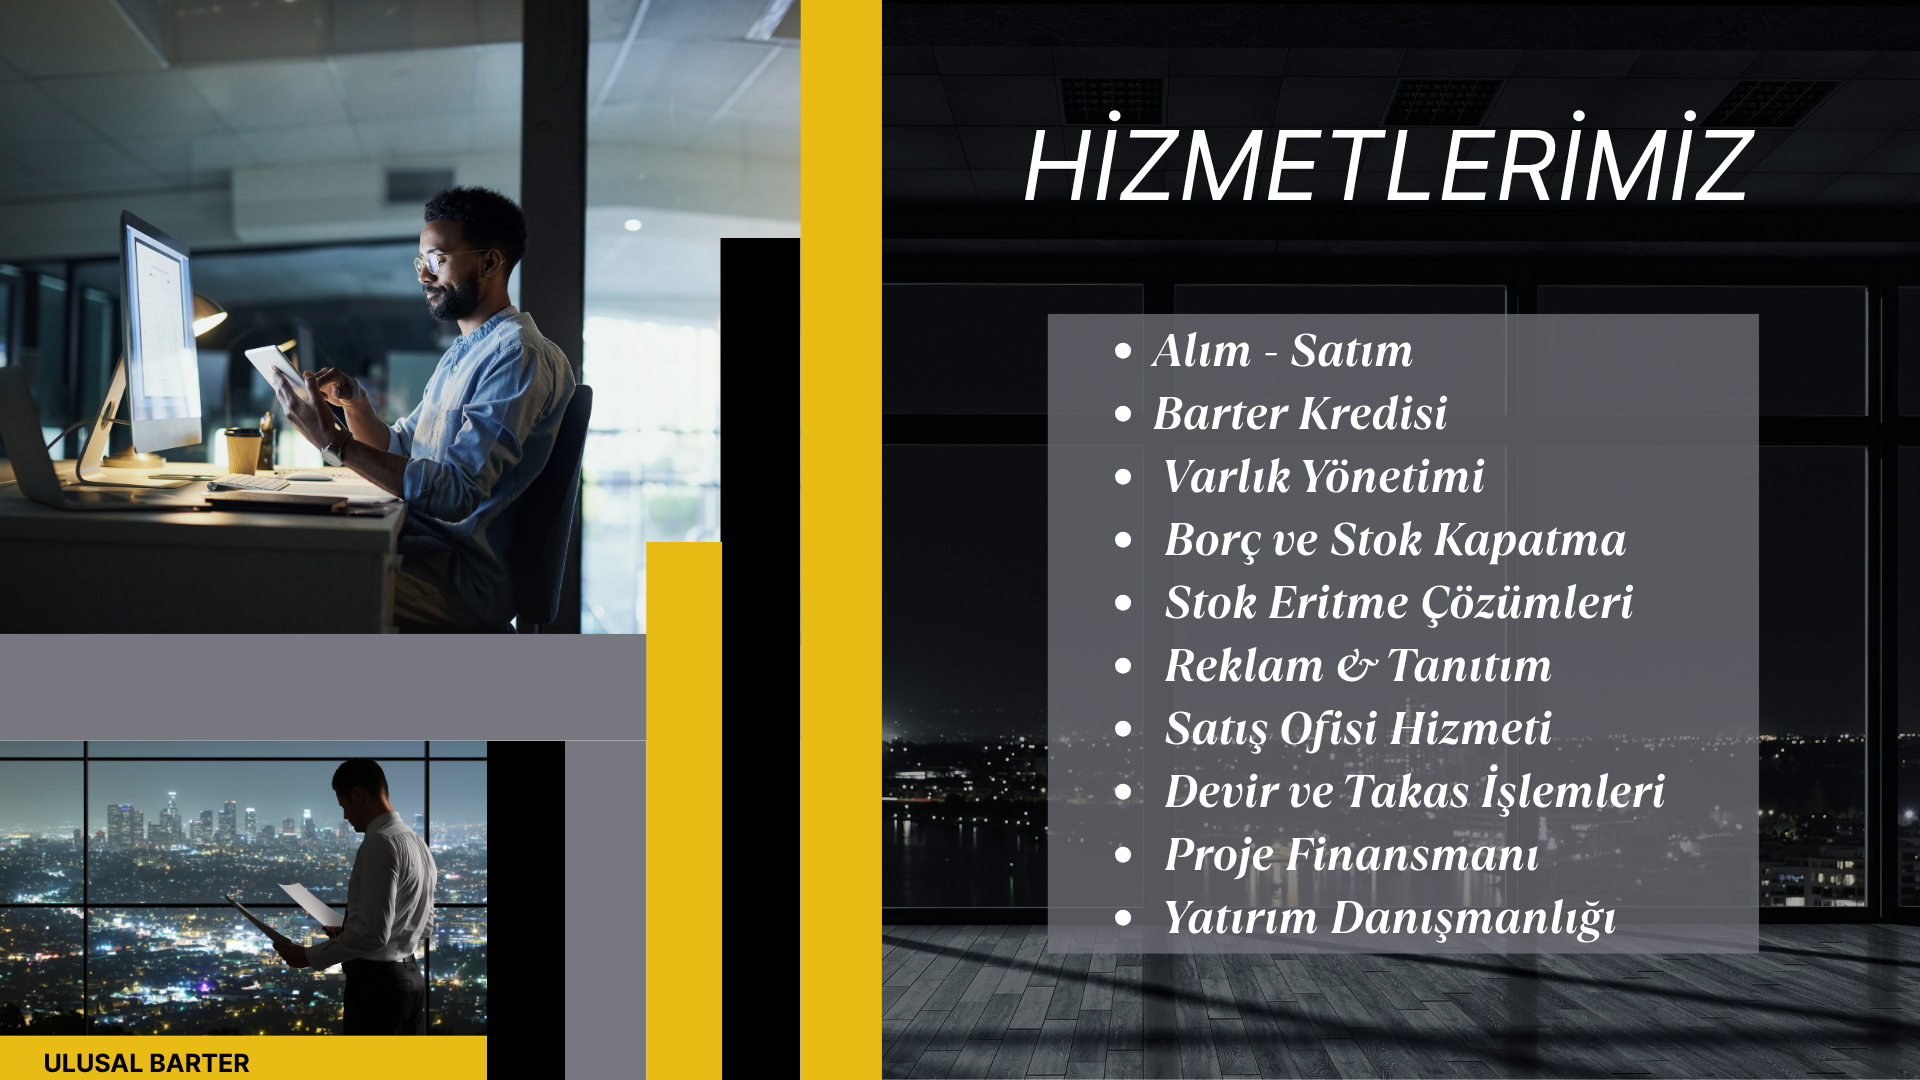 HİZMETLERİMİZ
• Alım - Satım
• Barter Kredisi
• Varlık Yönetimi
• Borç ve Stok Kapatma
• Stok Eritme Çözümleri
• Reklam & Tanıtım
• Satış Ofisi Hizmeti
• Devir ve Takas İşlemleri
• Proje Finansmanı
• Yatırım Danışmanlığı
ULUSAL BARTER